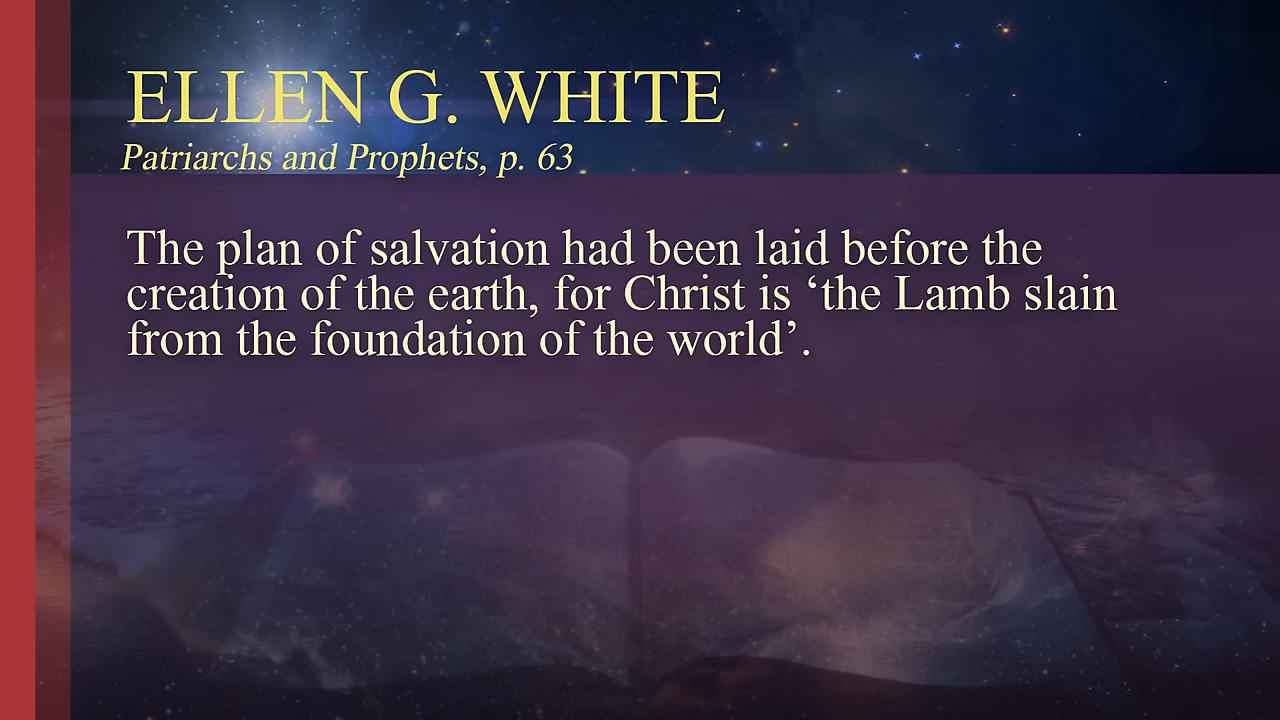 ELLEN G. WHITE
Patriarchs and Prophets, p. 63
The plan of salvation had been laid before the
creation of the earth, for Christ is ‘the Lamb slain
from the foundation of the world’.